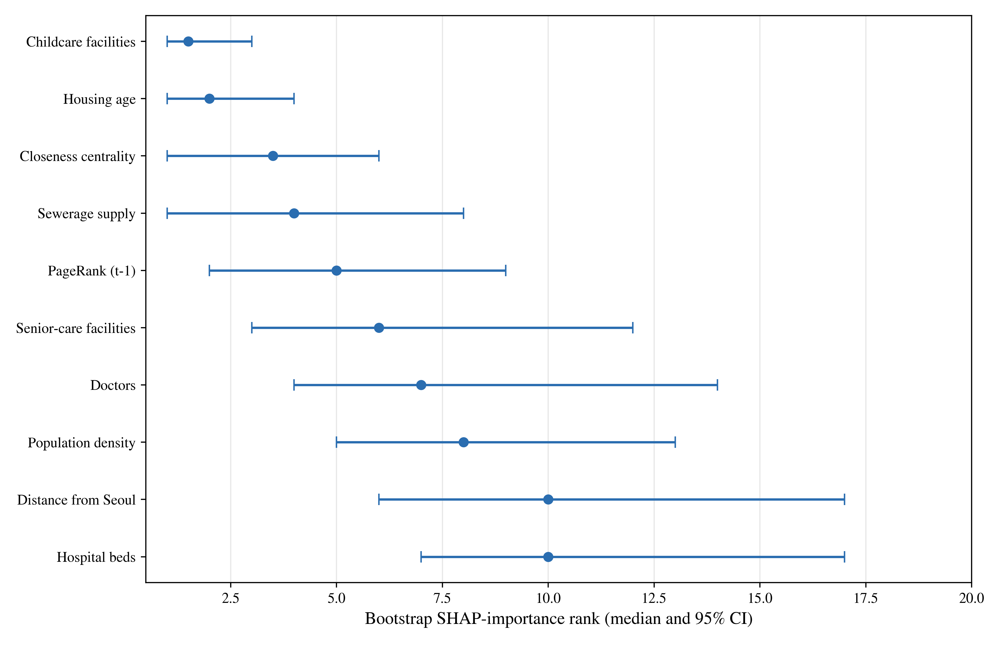 Childcare facilities
Housing age
Closeness centrality
Sewerage supply
PageRank (t-1)
Senior-care facilities
Doctors
Population density
Distance from Seoul
Hospital beds
2.5 5.0 7.5 10.0 12.5 15.0 17.5 20.0
Bootstrap SHAP-importance rank (median and 95% CI)